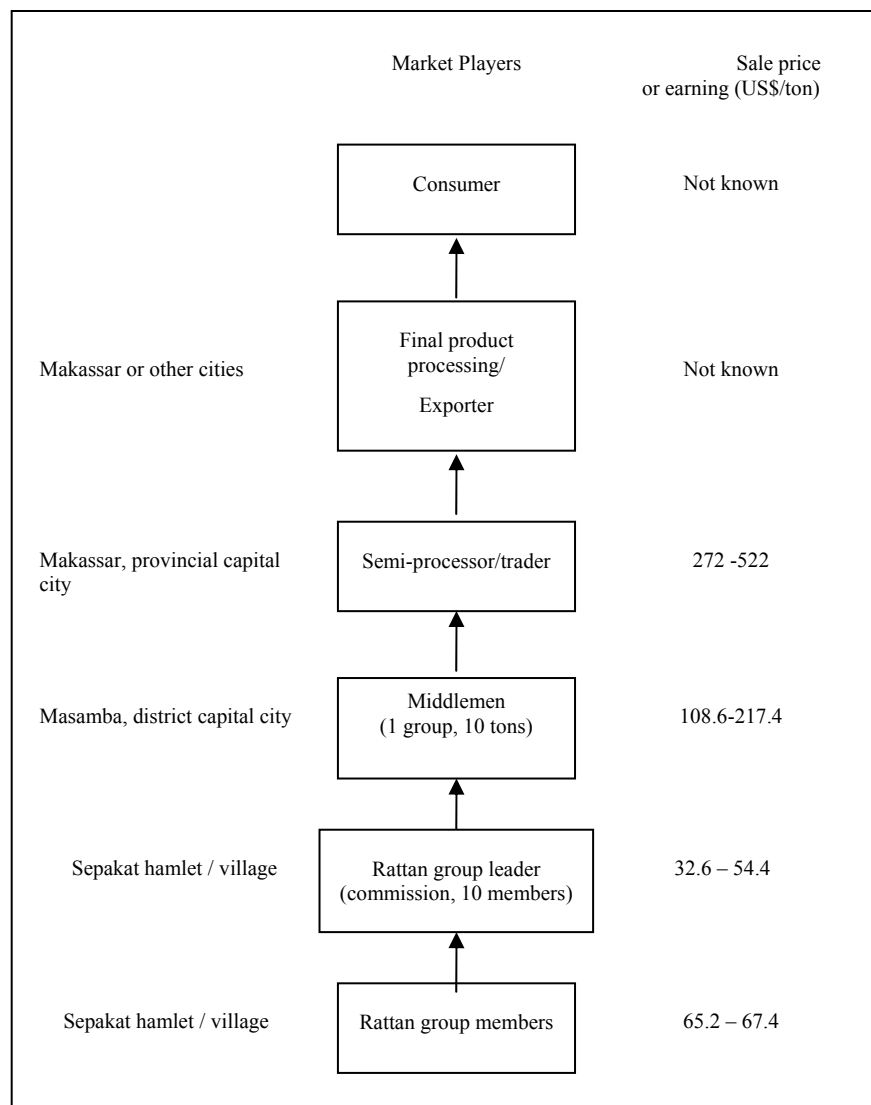 Market Players
Sale price
or earning (US$/ton)
Consumer
Not known
Makassar or other cities
Final product
processing/
Exporter
Not known
Makassar, provincial capital
city
Semi-processor/trader
272 -522
Masamba, district capital city
Middlemen
(1 group, 10 tons)
108.6-217.4
Sepakat hamlet / village
Rattan group leader
(commission, 10 members)
32.6 – 54.4
Sepakat hamlet / village
Rattan group members
65.2 – 67.4